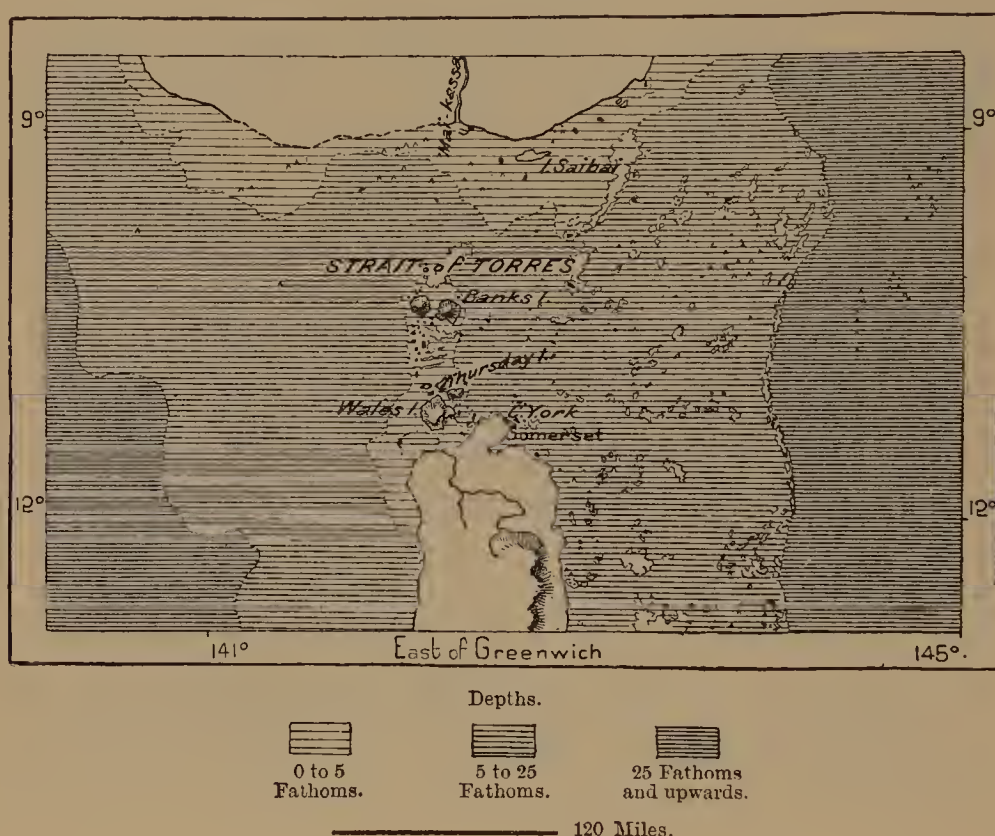 Mai-kassa
9° 9°
I. Saibai
STRAIT OF TORRES
Banks I.
Thursday I.
Wales I. C. York
Somerset
12° 12°
141° East of Greenwich 145°.
Depths.
0 to 5
Fathoms.
5 to 25
Fathoms.
25 Fathoms
and upwards.
120 Miles.